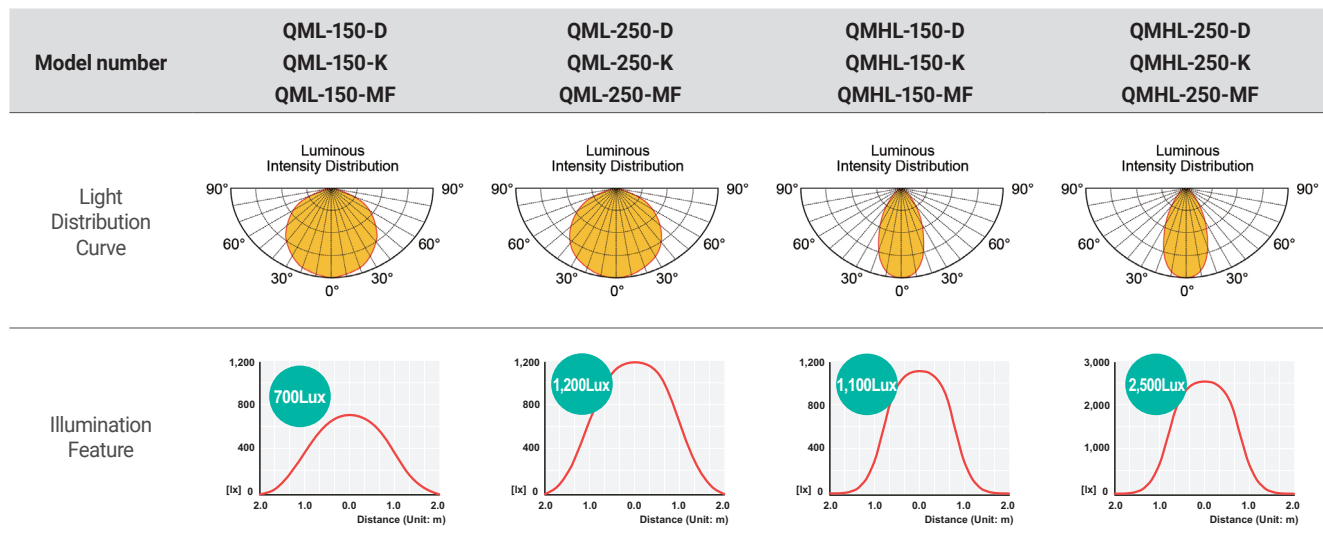 Model number
QML-150-D
QML-150-K
QML-150-MF
QML-250-D
QML-250-K
QML-250-MF
QMHL-150-D
QMHL-150-K
QMHL-150-MF
QMHL-250-D
QMHL-250-K
QMHL-250-MF
Light
Distribution
Curve
Luminous
Intensity Distribution
90° 90°
60° 60°
30° 30°
0°
Luminous
Intensity Distribution
90° 90°
60° 60°
30° 30°
0°
Luminous
Intensity Distribution
90° 90°
60° 60°
30° 30°
0°
Luminous
Intensity Distribution
90° 90°
60° 60°
30° 30°
0°
Illumination
Feature
1,200
700Lux
800
400
[lx] 0
2.0 1.0 0.0 1.0 2.0
Distance (Unit: m)
1,200
1,200Lux
800
400
[lx] 0
2.0 1.0 0.0 1.0 2.0
Distance (Unit: m)
1,200
1,100Lux
800
400
[lx] 0
2.0 1.0 0.0 1.0 2.0
Distance (Unit: m)
3,000
2,500Lux
2,000
1,000
[lx] 0
2.0 1.0 0.0 1.0 2.0
Distance (Unit: m)